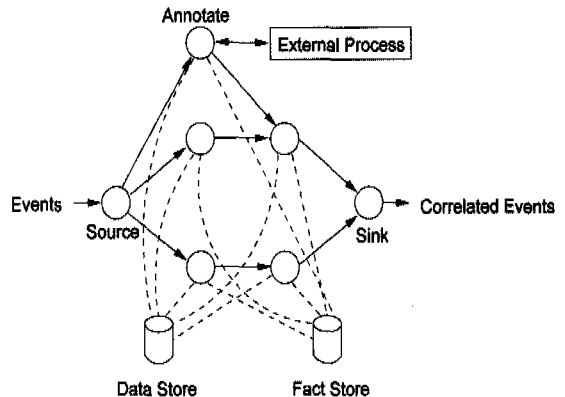 Annotate
External Process
Events
Source
Sink
Correlated Events
Data Store
Fact Store